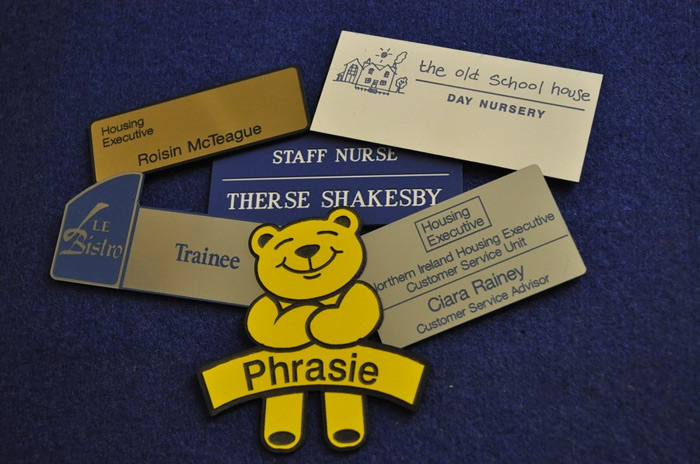 the old school house
DAY NURSERY
Housing
Executive
Roisin McTeague
STAFF NURSE
THERSE SHAKESBY
LE
Bistro
Trainee
Housing
Executive
Northern Ireland Housing Executive
Customer Service Unit
Ciara Rainey
Customer Service Advisor
Phrasie